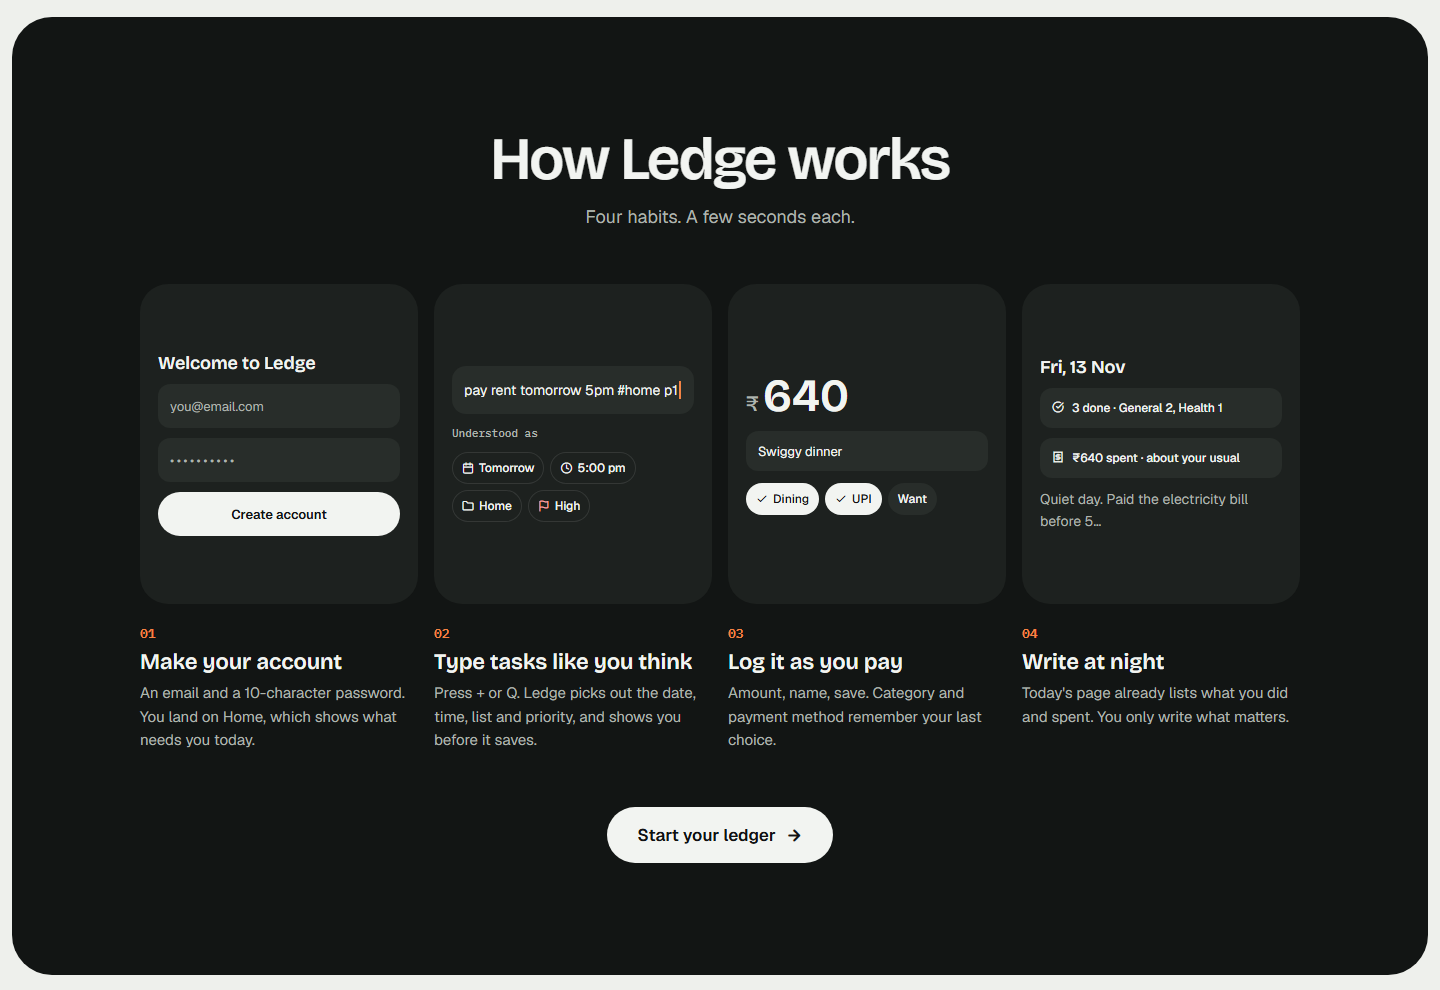 How Ledge works
Four habits. A few seconds each.
Welcome to Ledge
you@email.com
••••••••••
Create account
pay rent tomorrow 5pm #home p1
Understood as
Tomorrow
5:00 pm
Home
High
₹ 640
Swiggy dinner
Dining
UPI
Want
Fri, 13 Nov
3 done · General 2, Health 1
₹640 spent · about your usual
Quiet day. Paid the electricity bill
before 5…
01
Make your account
An email and a 10-character password.
You land on Home, which shows what
needs you today.
02
Type tasks like you think
Press + or Q. Ledge picks out the date,
time, list and priority, and shows you
before it saves.
03
Log it as you pay
Amount, name, save. Category and
payment method remember your last
choice.
04
Write at night
Today's page already lists what you did
and spent. You only write what matters.
Start your ledger →